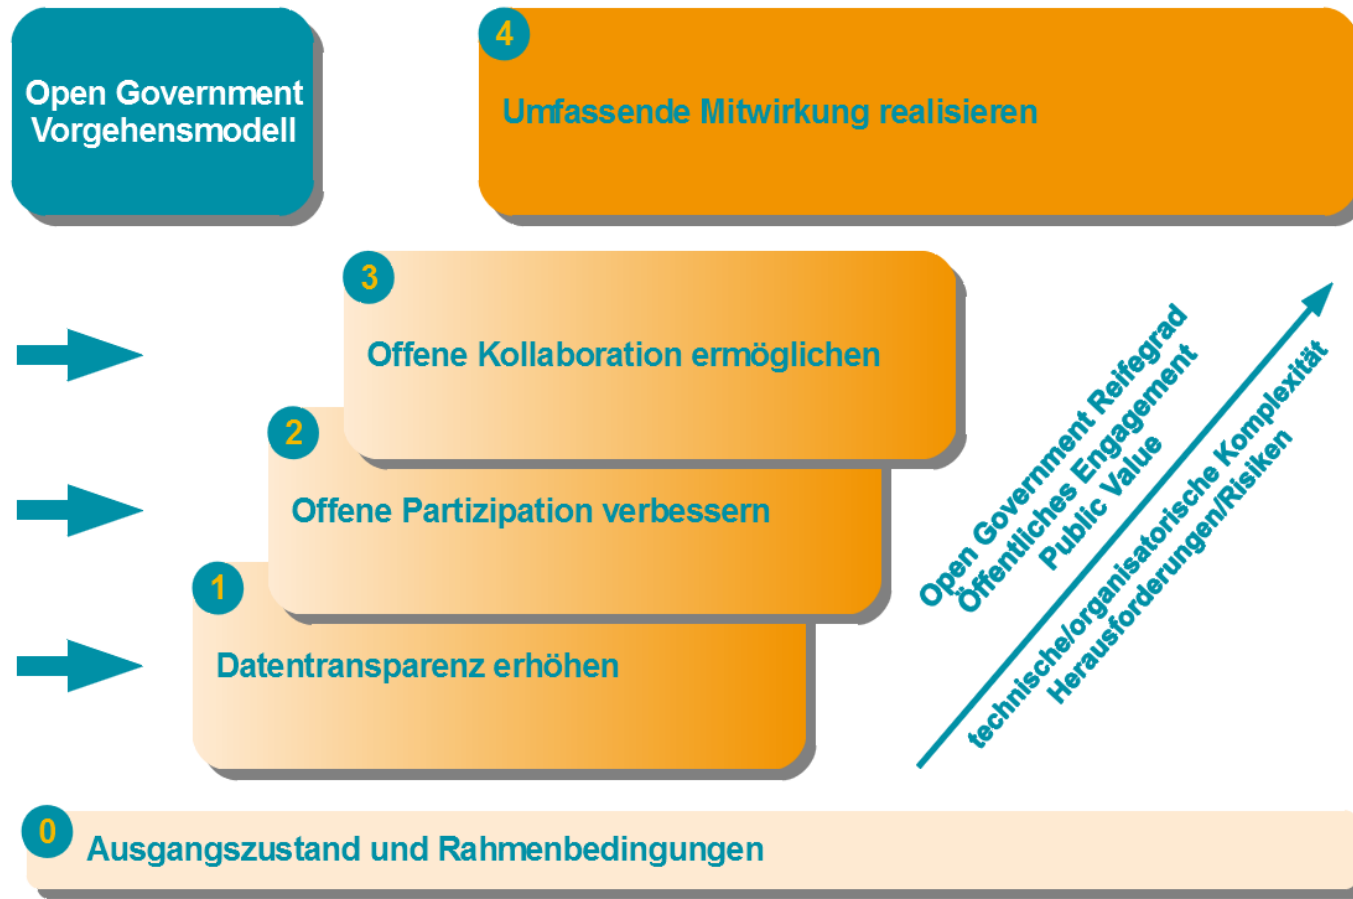 Open Government
Vorgehensmodell
4
Umfassende Mitwirkung realisieren
3
Offene Kollaboration ermöglichen
2
Offene Partizipation verbessern
1
Datentransparenz erhöhen
Open Government Reifegrad
Öffentliches Engagement
Public Value
technische/organisatorische Komplexität
Herausforderungen/Risiken
0
Ausgangszustand und Rahmenbedingungen